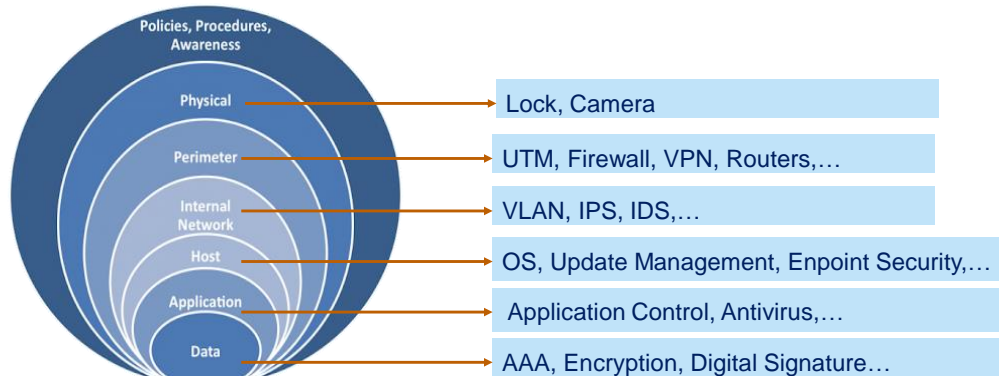 Policies, Procedures,
Awareness
Physical
Lock, Camera
Perimeter
UTM, Firewall, VPN, Routers,…
Internal
Network
VLAN, IPS, IDS,…
Host
OS, Update Management, Enpoint Security,…
Application
Application Control, Antivirus,…
Data
AAA, Encryption, Digital Signature…